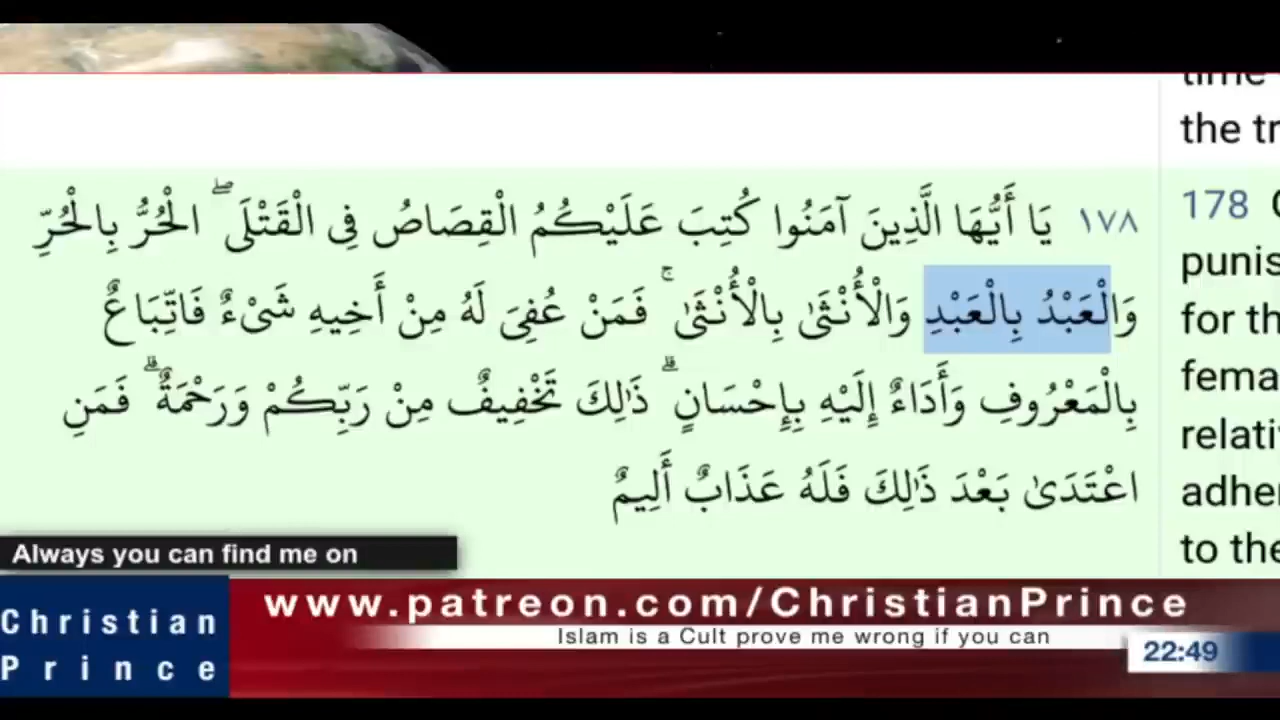 time
the tr
١٧٨ يَا أَيُّهَا الَّذِينَ آمَنُوا كُتِبَ عَلَيْكُمُ الْقِصَاصُ فِي الْقَتْلَى ۖ الْحُرُّ بِالْحُرِّ
وَالْعَبْدُ بِالْعَبْدِ وَالْأُنْثَىٰ بِالْأُنْثَىٰ ۚ فَمَنْ عُفِيَ لَهُ مِنْ أَخِيهِ شَيْءٌ فَاتِّبَاعٌ
بِالْمَعْرُوفِ وَأَدَاءٌ إِلَيْهِ بِإِحْسَانٍ ۗ ذَٰلِكَ تَخْفِيفٌ مِنْ رَبِّكُمْ وَرَحْمَةٌ ۗ فَمَنِ
اعْتَدَىٰ بَعْدَ ذَٰلِكَ فَلَهُ عَذَابٌ أَلِيمٌ
178
punis
for th
fema
relati
adher
to the
Always you can find me on
Christian
Prince
www.patreon.com/ChristianPrince
Islam is a Cult prove me wrong if you can
22:49